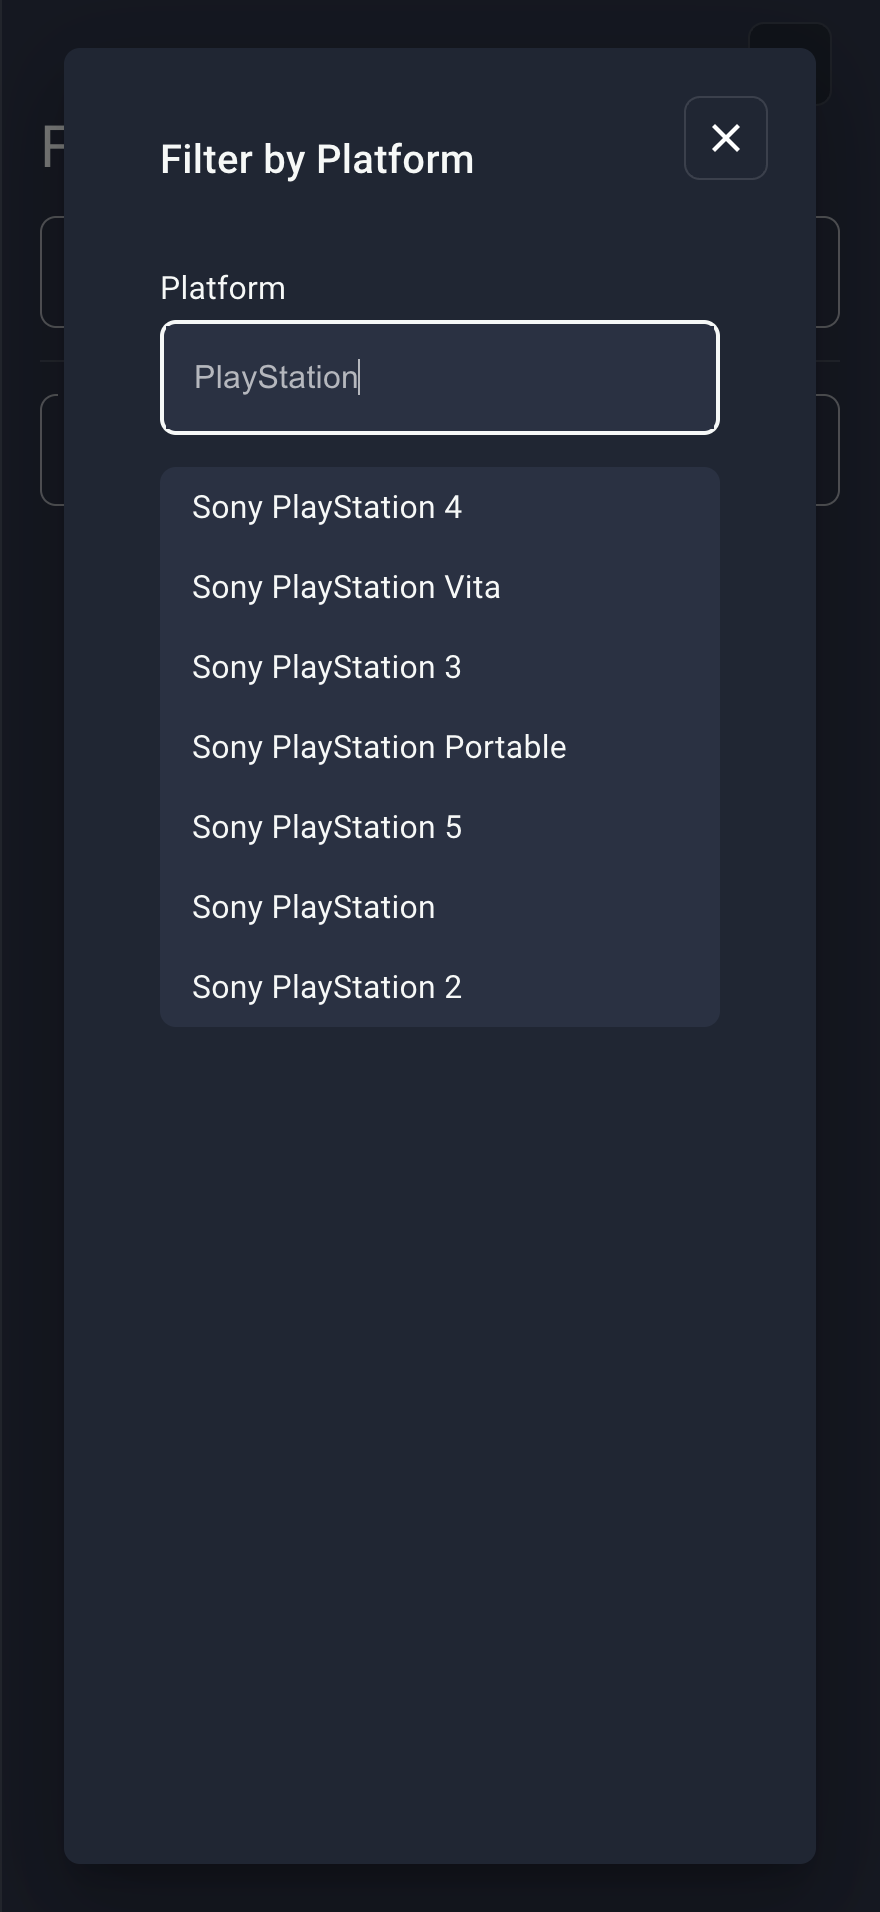 Filter by Platform
Platform
PlayStation
Sony PlayStation 4
Sony PlayStation Vita
Sony PlayStation 3
Sony PlayStation Portable
Sony PlayStation 5
Sony PlayStation
Sony PlayStation 2